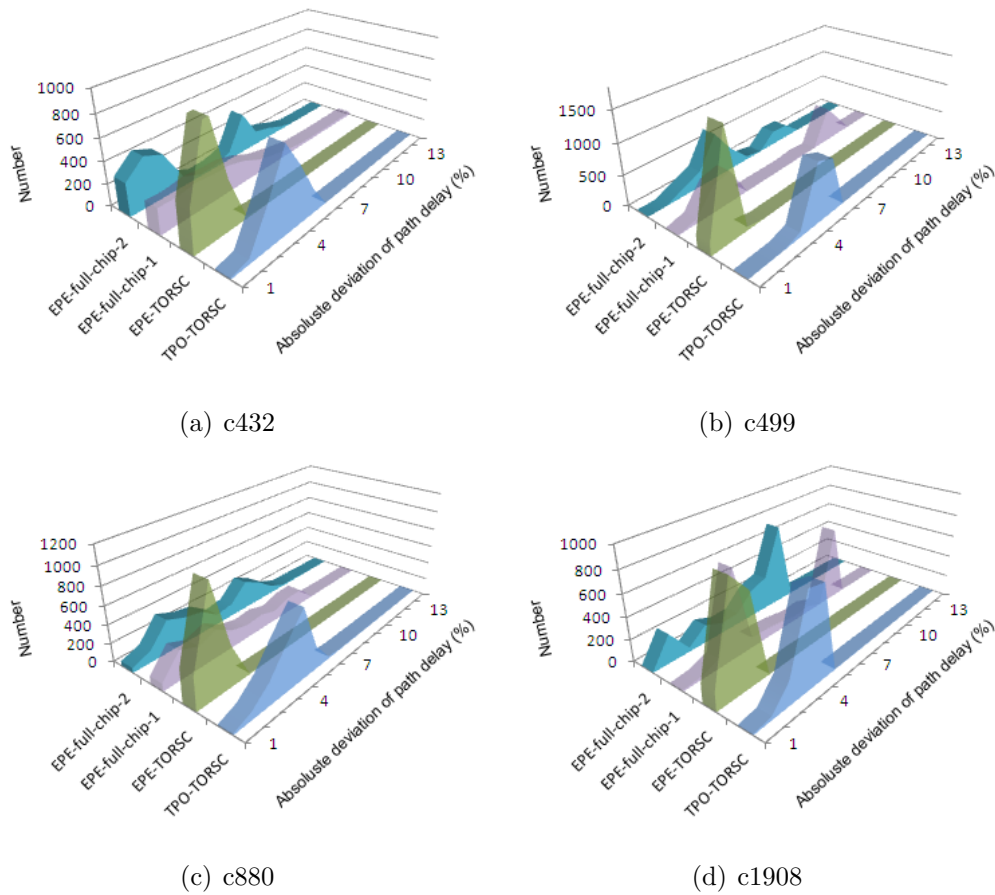 1000
800
600
400
200
0
Number
EPE-full-chip-2
EPE-full-chip-1
EPE-TORSC
TPO-TORSC
1
4
7
10
13
Absoluste deviation of path delay (%)
(a) c432
1500
1000
500
0
Number
EPE-full-chip-2
EPE-full-chip-1
EPE-TORSC
TPO-TORSC
1
4
7
10
13
Absoluste deviation of path delay (%)
(b) c499
1200
1000
800
600
400
200
0
Number
EPE-full-chip-2
EPE-full-chip-1
EPE-TORSC
TPO-TORSC
1
4
7
10
13
Absoluste deviation of path delay (%)
(c) c880
1000
800
600
400
200
0
Number
EPE-full-chip-2
EPE-full-chip-1
EPE-TORSC
TPO-TORSC
1
4
7
10
13
Absoluste deviation of path delay (%)
(d) c1908